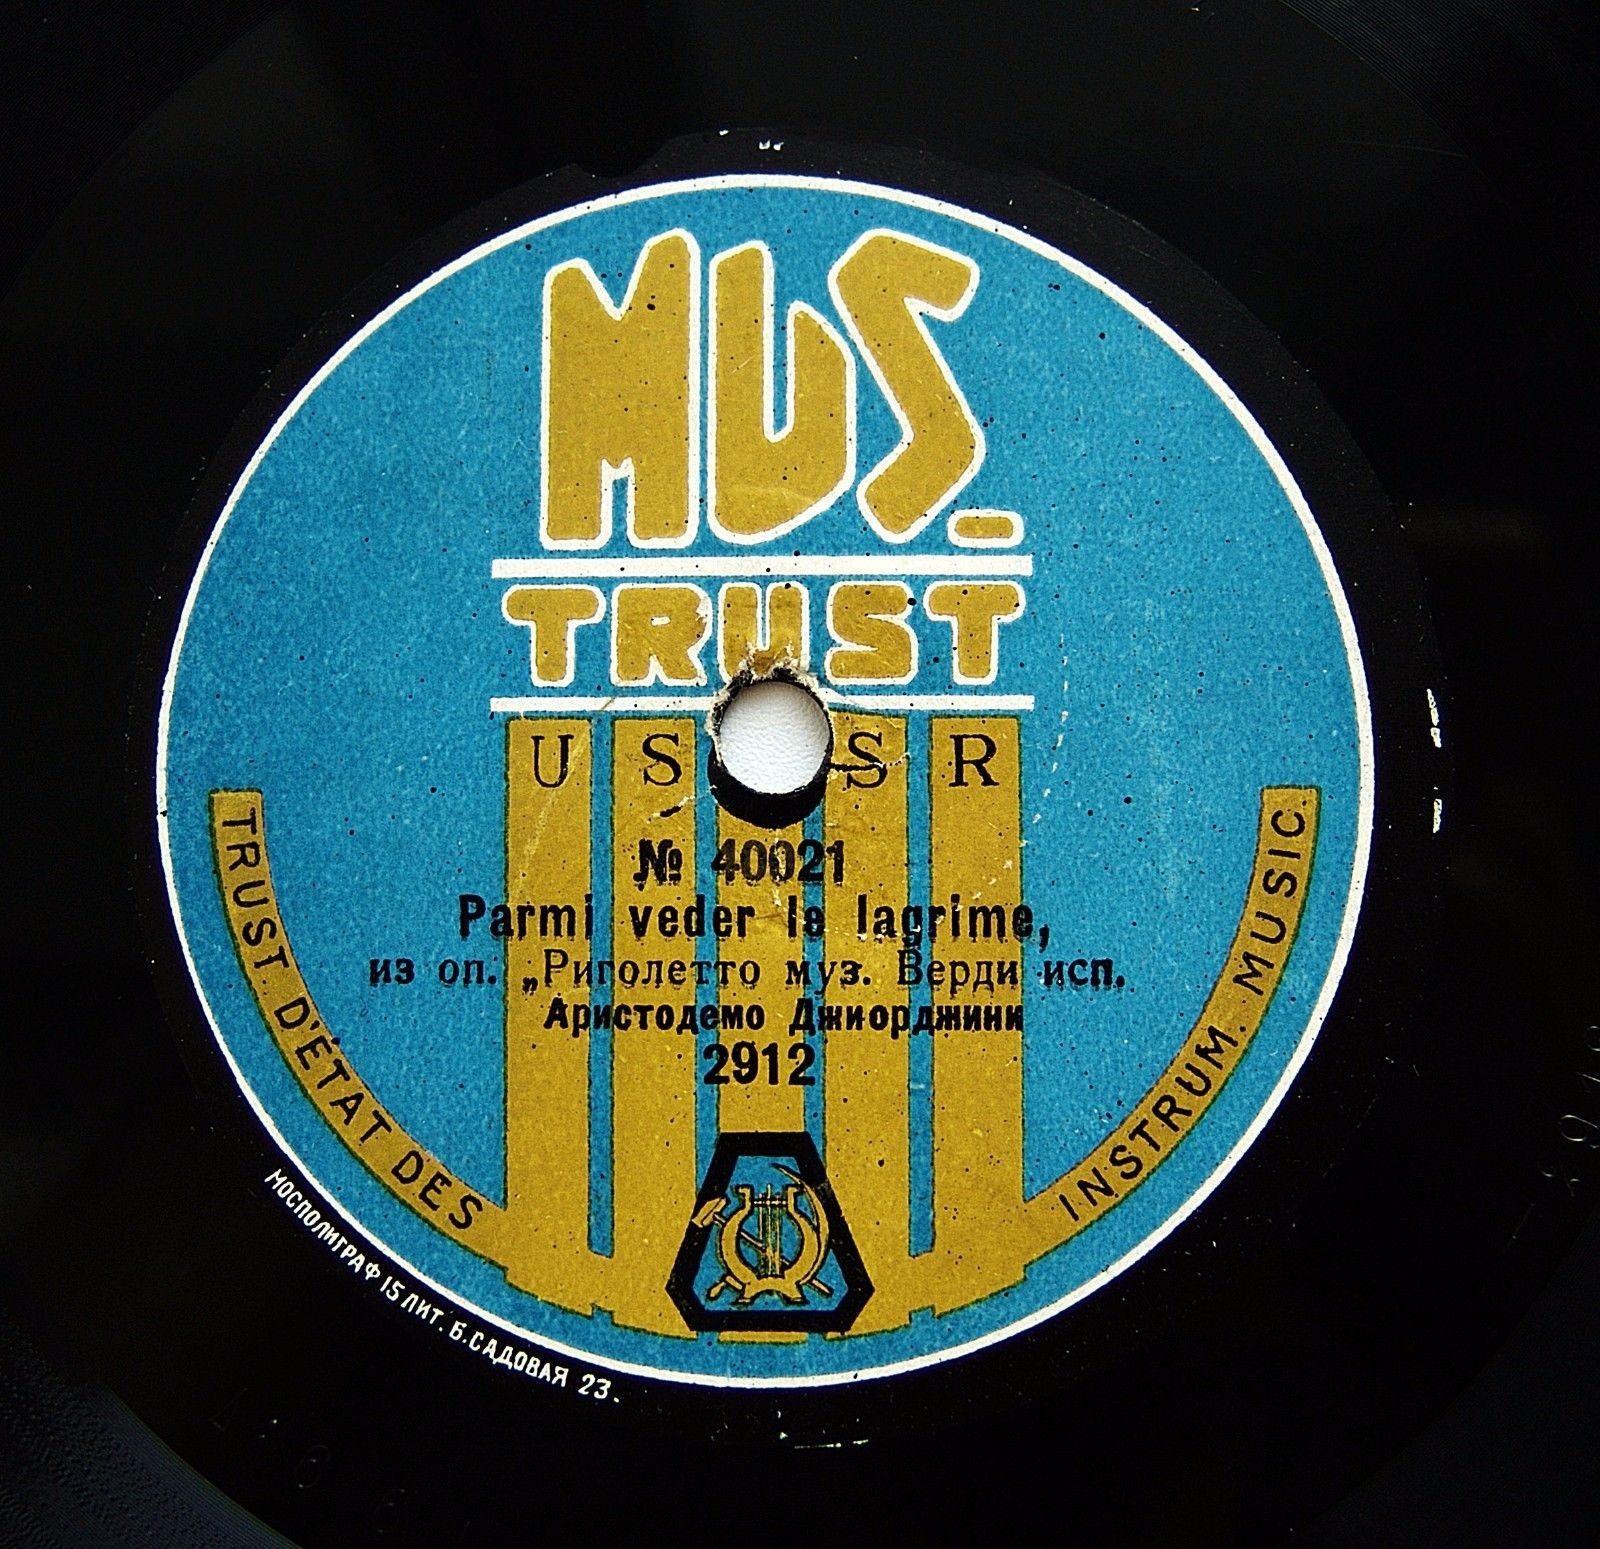 MUS.
TRUST
U S S R
№ 40021
Parmi veder le lagrime,
из оп. „Риголетто муз. Верди исп.
Аристодемо Джиорджини
2912
TRUST. D'ÉTAT DES INSTRUM. MUSIC.
МОСПОЛИГРАФ 15 ЛИТ. Б. САДОВАЯ 23.